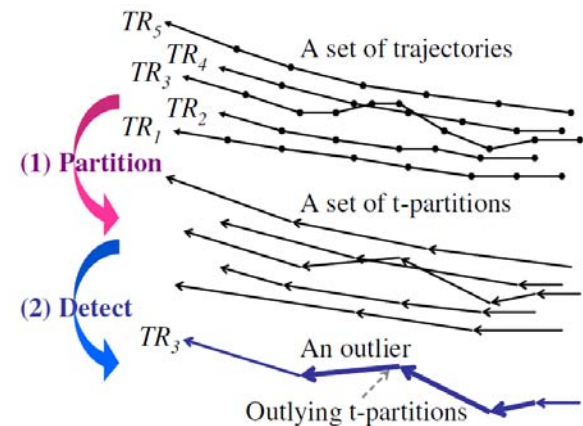 TR5
A set of trajectories
TR4
TR3
TR2
TR1
(1) Partition
A set of t-partitions
(2) Detect
TR3
An outlier
Outlying t-partitions